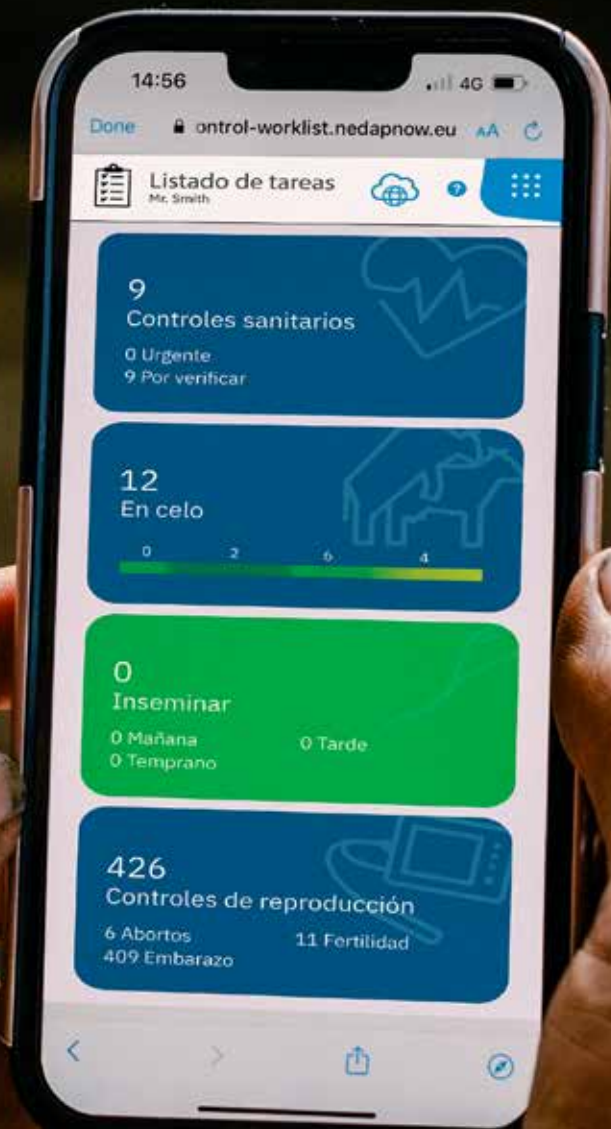 14:56 4G
Done ontrol-worklist.nedapnow.eu AA
Listado de tareas ?
Mr. Smith
9
Controles sanitarios
0 Urgente
9 Por verificar
12
En celo
0 2 6 4
0
Inseminar
0 Mañana 0 Tarde
0 Temprano
426
Controles de reproducción
6 Abortos 11 Fertilidad
409 Embarazo